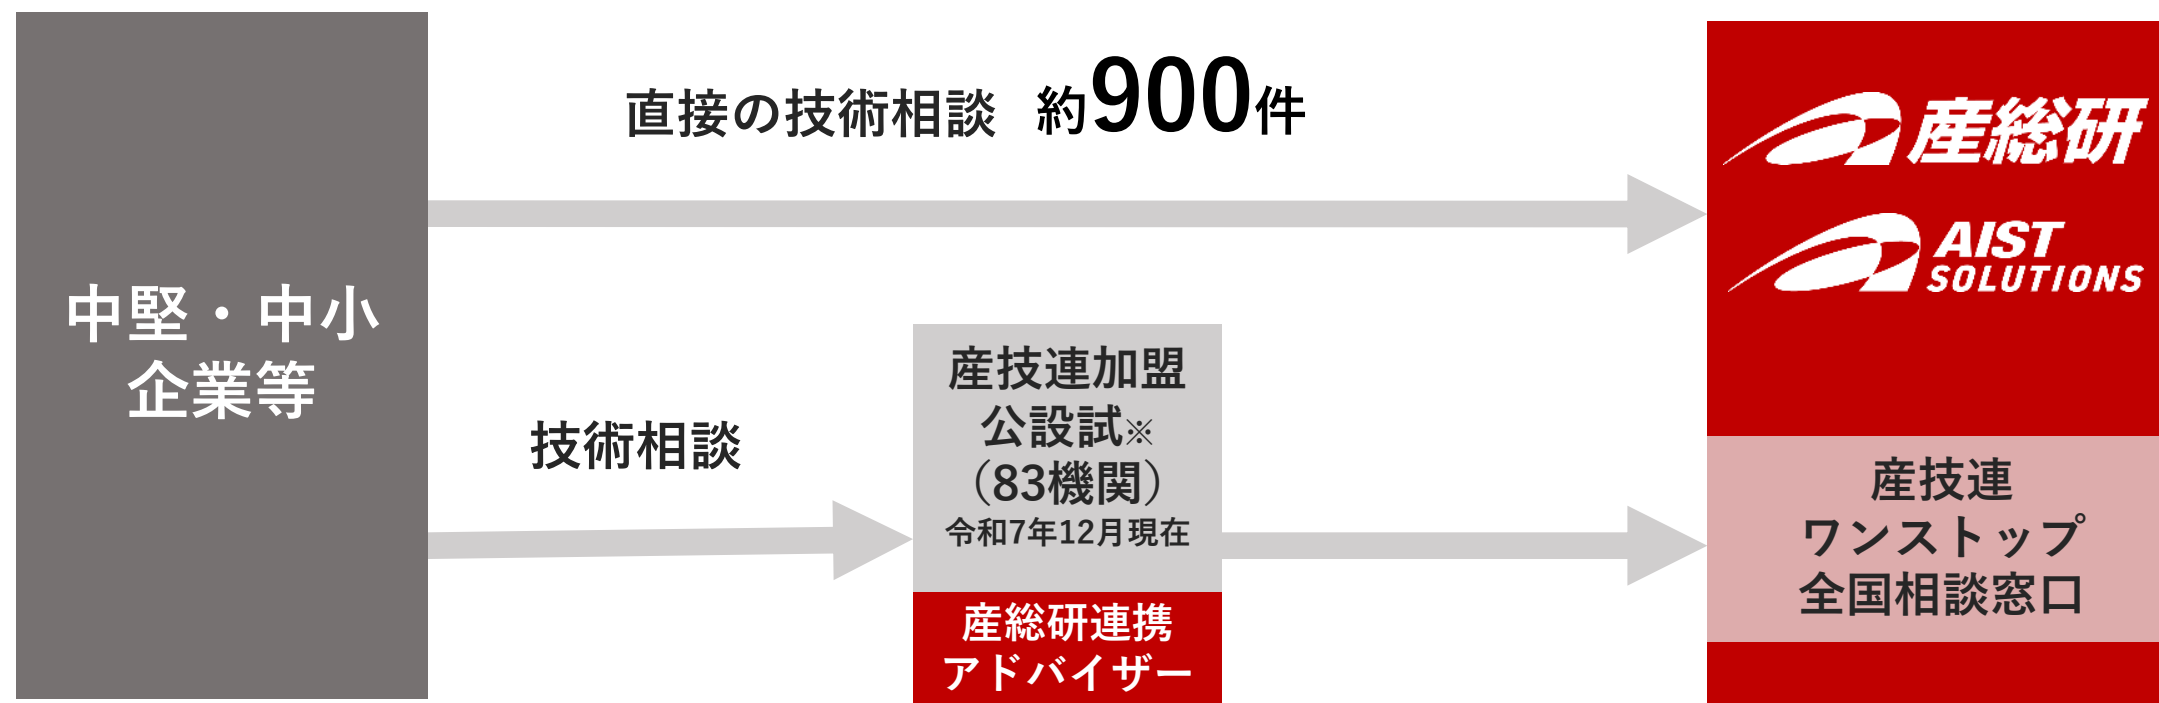 中堅・中小
企業等
直接の技術相談 約900件
技術相談
産技連加盟
公設試※
（83機関）
令和7年12月現在
産総研連携
アドバイザー
産総研
AIST
SOLUTIONS
産技連
ワンストップ
全国相談窓口